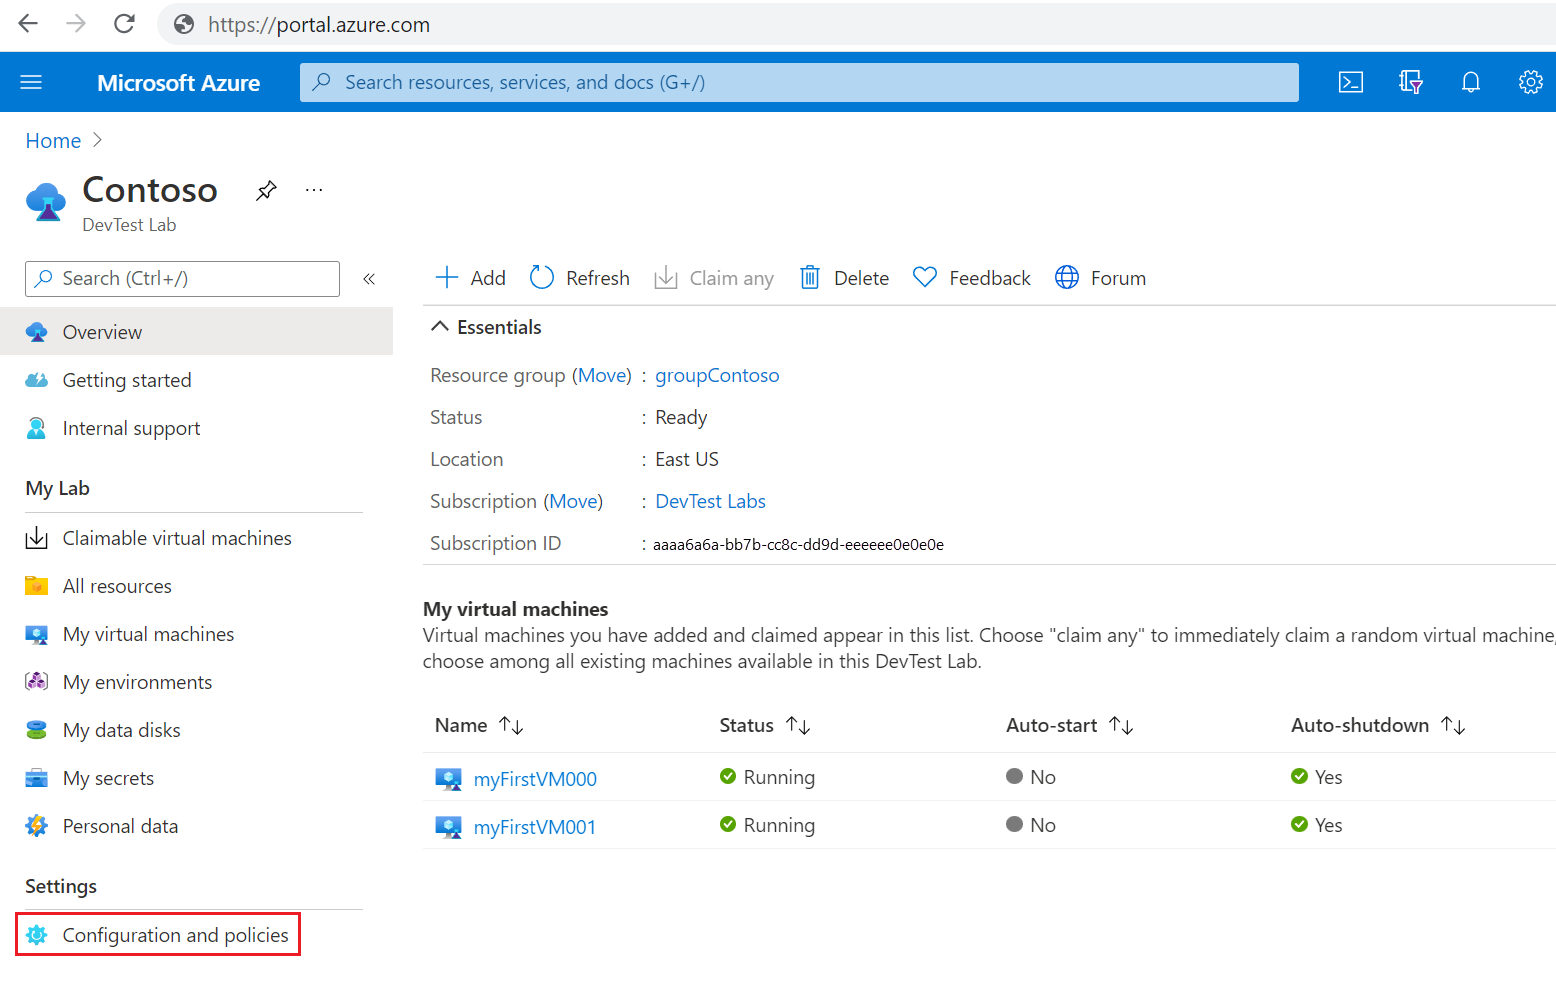 https://portal.azure.com
Microsoft Azure
Search resources, services, and docs (G+/)
Home
Contoso
DevTest Lab
Search (Ctrl+/)
Overview
Getting started
Internal support
My Lab
Claimable virtual machines
All resources
My virtual machines
My environments
My data disks
My secrets
Personal data
Settings
Configuration and policies
Add Refresh Claim any Delete Feedback Forum
Essentials
Resource group (Move) : groupContoso
Status : Ready
Location : East US
Subscription (Move) : DevTest Labs
Subscription ID : aaaa6a6a-bb7b-cc8c-dd9d-eeeeee0e0e0e
My virtual machines
Virtual machines you have added and claimed appear in this list. Choose "claim any" to immediately claim a random virtual machine,
choose among all existing machines available in this DevTest Lab.
Name Status Auto-start Auto-shutdown
myFirstVM000 Running No Yes
myFirstVM001 Running No Yes